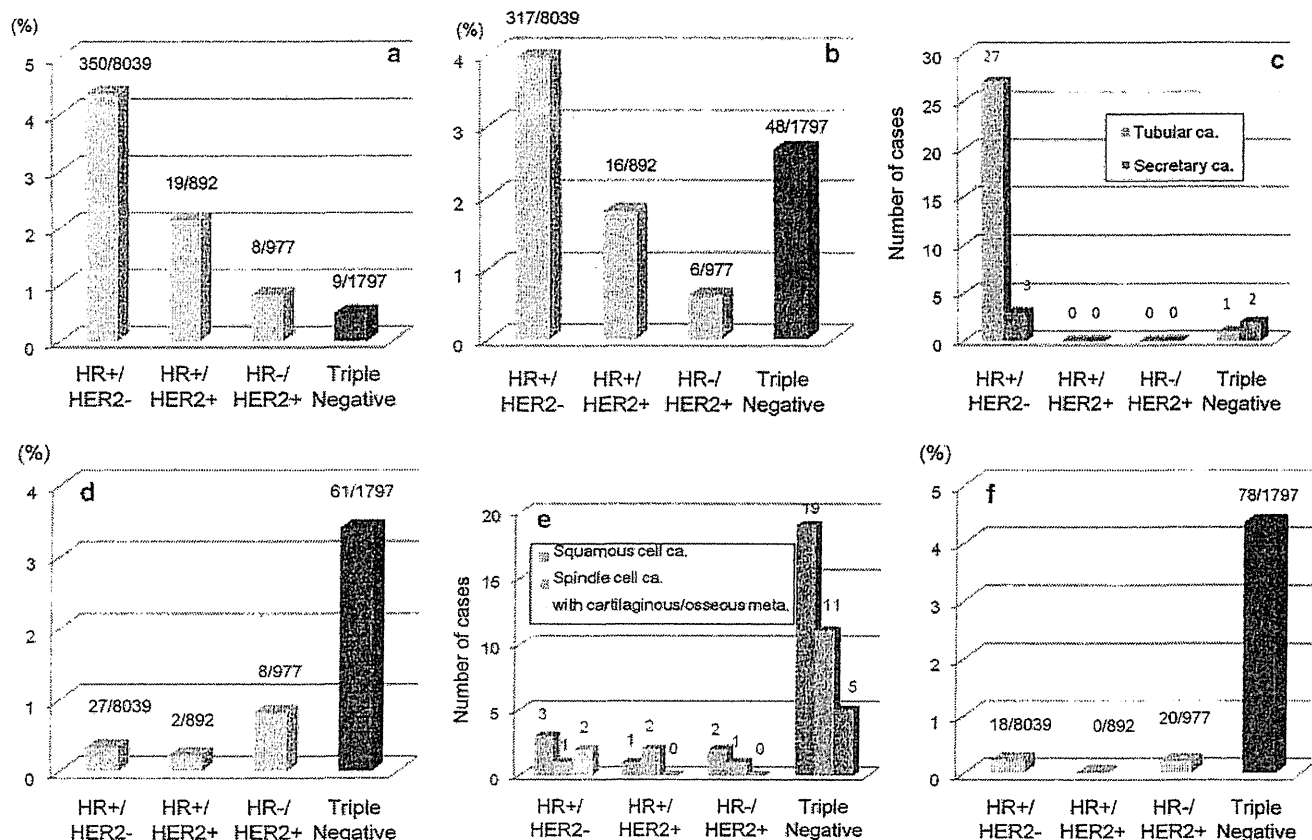 (%)
a
5
4
3
2
1
0
350/8039
19/892
8/977
9/1797
HR+/ HR+/ HR-/ Triple
HER2- HER2+ HER2+ Negative
(%)
b
4
3
2
1
0
317/8039
16/892
6/977
48/1797
HR+/ HR+/ HR-/ Triple
HER2- HER2+ HER2+ Negative
c
Number of cases
30
25
20
15
10
5
0
Tubular ca.
Secretary ca.
27
3
0 0
0 0
1 2
HR+/ HR+/ HR-/ Triple
HER2- HER2+ HER2+ Negative
(%)
d
4
3
2
1
0
27/8039
2/892
8/977
61/1797
HR+/ HR+/ HR-/ Triple
HER2- HER2+ HER2+ Negative
e
Number of cases
20
15
10
5
0
Squamous cell ca.
Spindle cell ca.
with cartilaginous/osseous meta.
3 1 2
1 2 0
2 1 0
19 11 5
HR+/ HR+/ HR-/ Triple
HER2- HER2+ HER2+ Negative
(%)
f
5
4
3
2
1
0
18/8039
0/892
20/977
78/1797
HR+/ HR+/ HR-/ Triple
HER2- HER2+ HER2+ Negative